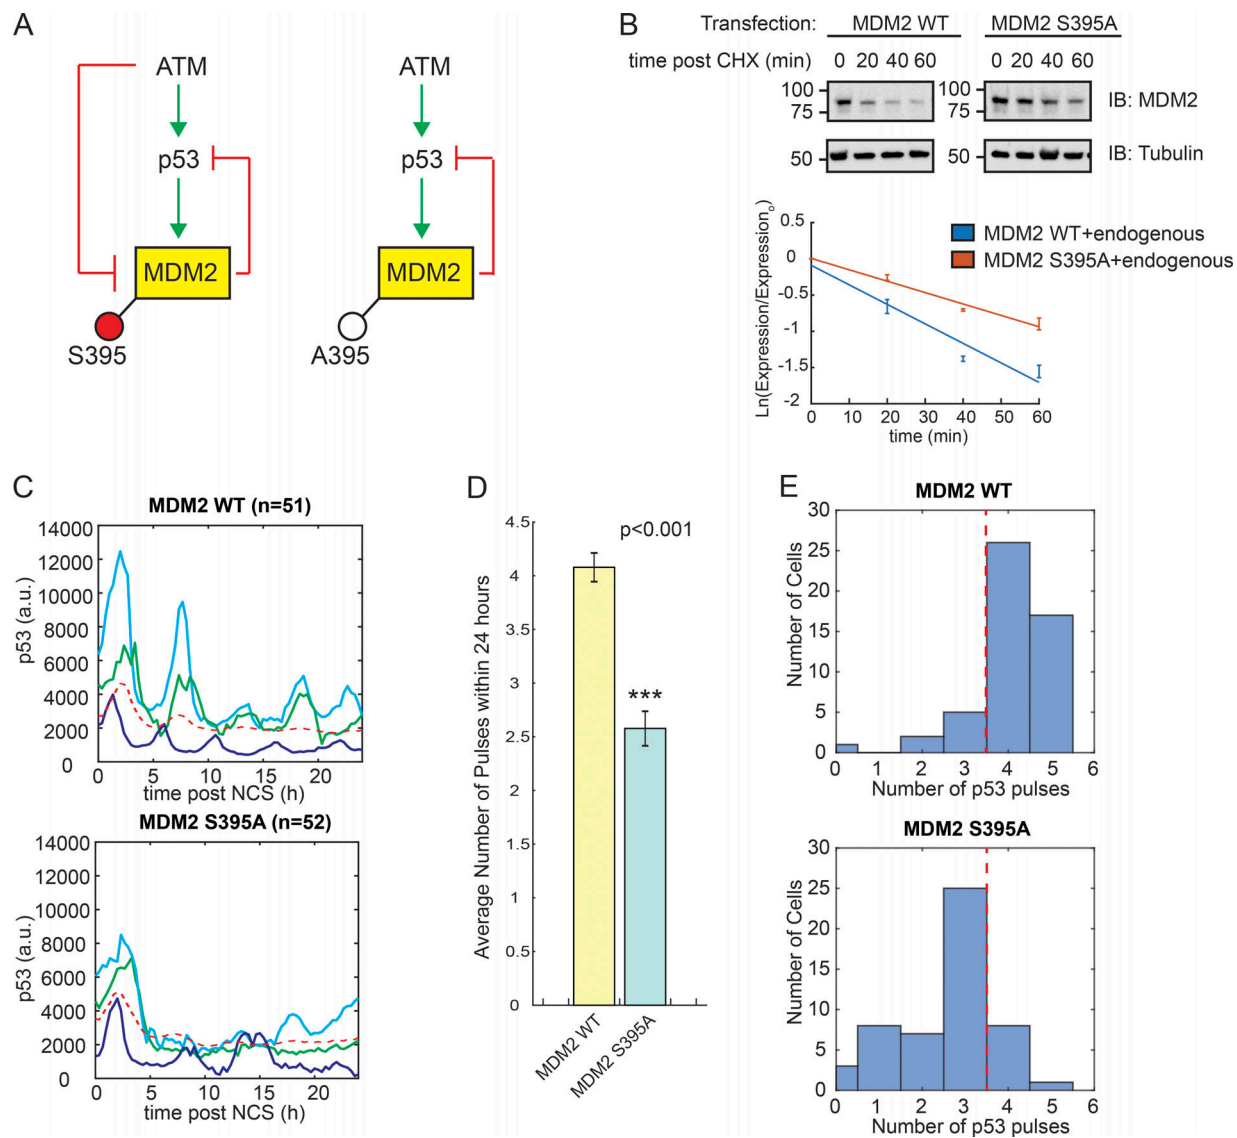 A
ATM
p53
MDM2
S395
ATM
p53
MDM2
A395
B
Transfection: MDM2 WT MDM2 S395A
time post CHX (min) 0 20 40 60 0 20 40 60
100
75
100
75
IB: MDM2
50
50
IB: Tubulin
Ln(Expression/Expression₀)
0.5
0
-0.5
-1
-1.5
-2
0 10 20 30 40 50 60
time (min)
MDM2 WT+endogenous
MDM2 S395A+endogenous
C
MDM2 WT (n=51)
p53 (a.u.)
14000
12000
10000
8000
6000
4000
2000
0
0 5 10 15 20
time post NCS (h)
MDM2 S395A (n=52)
p53 (a.u.)
14000
12000
10000
8000
6000
4000
2000
0
0 5 10 15 20
time post NCS (h)
D
Average Number of Pulses within 24 hours
4.5
4
3.5
3
2.5
2
1.5
1
0.5
0
p<0.001
***
MDM2 WT
MDM2 S395A
E
MDM2 WT
Number of Cells
30
25
20
15
10
5
0
0 1 2 3 4 5 6
Number of p53 pulses
MDM2 S395A
Number of Cells
30
25
20
15
10
5
0
0 1 2 3 4 5 6
Number of p53 pulses